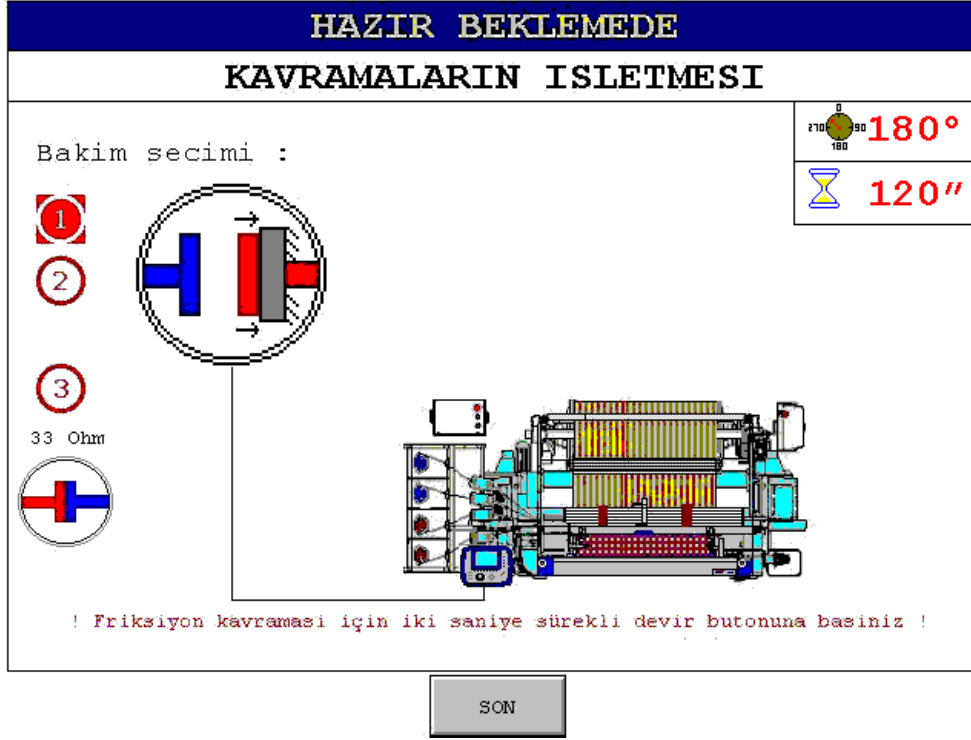 HAZIR BEKLEMEDE
KAVRAMALARIN ISLETMESI
0
270 90
180
180°
Bakim secimi :
120"
1
2
3
33 Ohm
! Friksiyon kavramasi için iki saniye sürekli devir butonuna basiniz !
SON